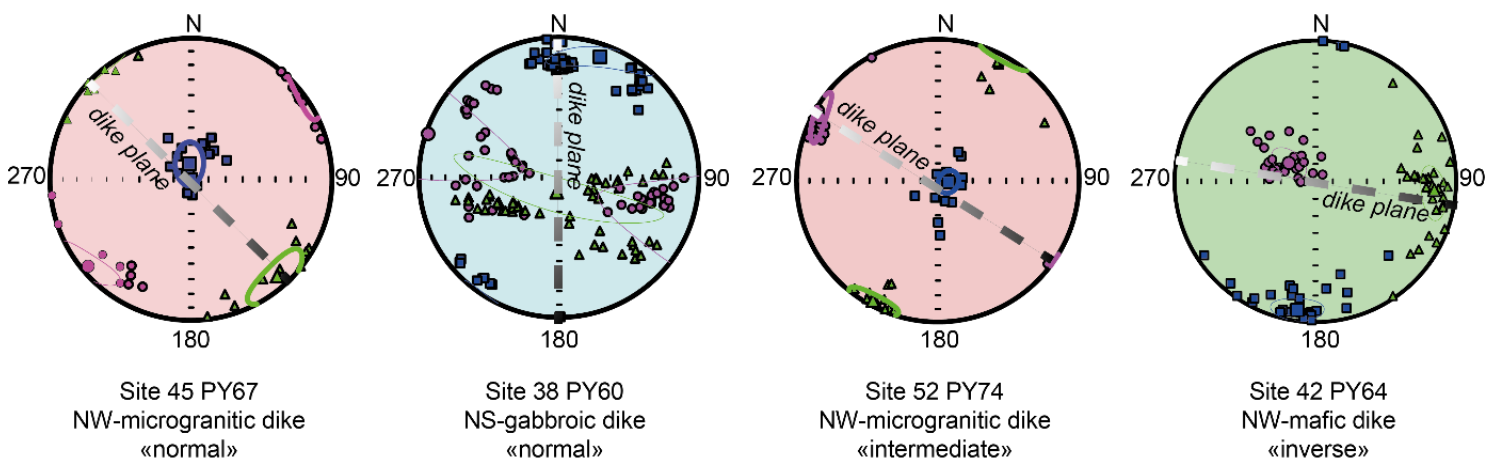 N
270
90
dike plane
180
Site 45 PY67
NW-microgranitic dike
«normal»
N
270
90
dike plane
180
Site 38 PY60
NS-gabbroic dike
«normal»
N
270
90
dike plane
180
Site 52 PY74
NW-microgranitic dike
«intermediate»
N
270
90
dike plane
180
Site 42 PY64
NW-mafic dike
«inverse»